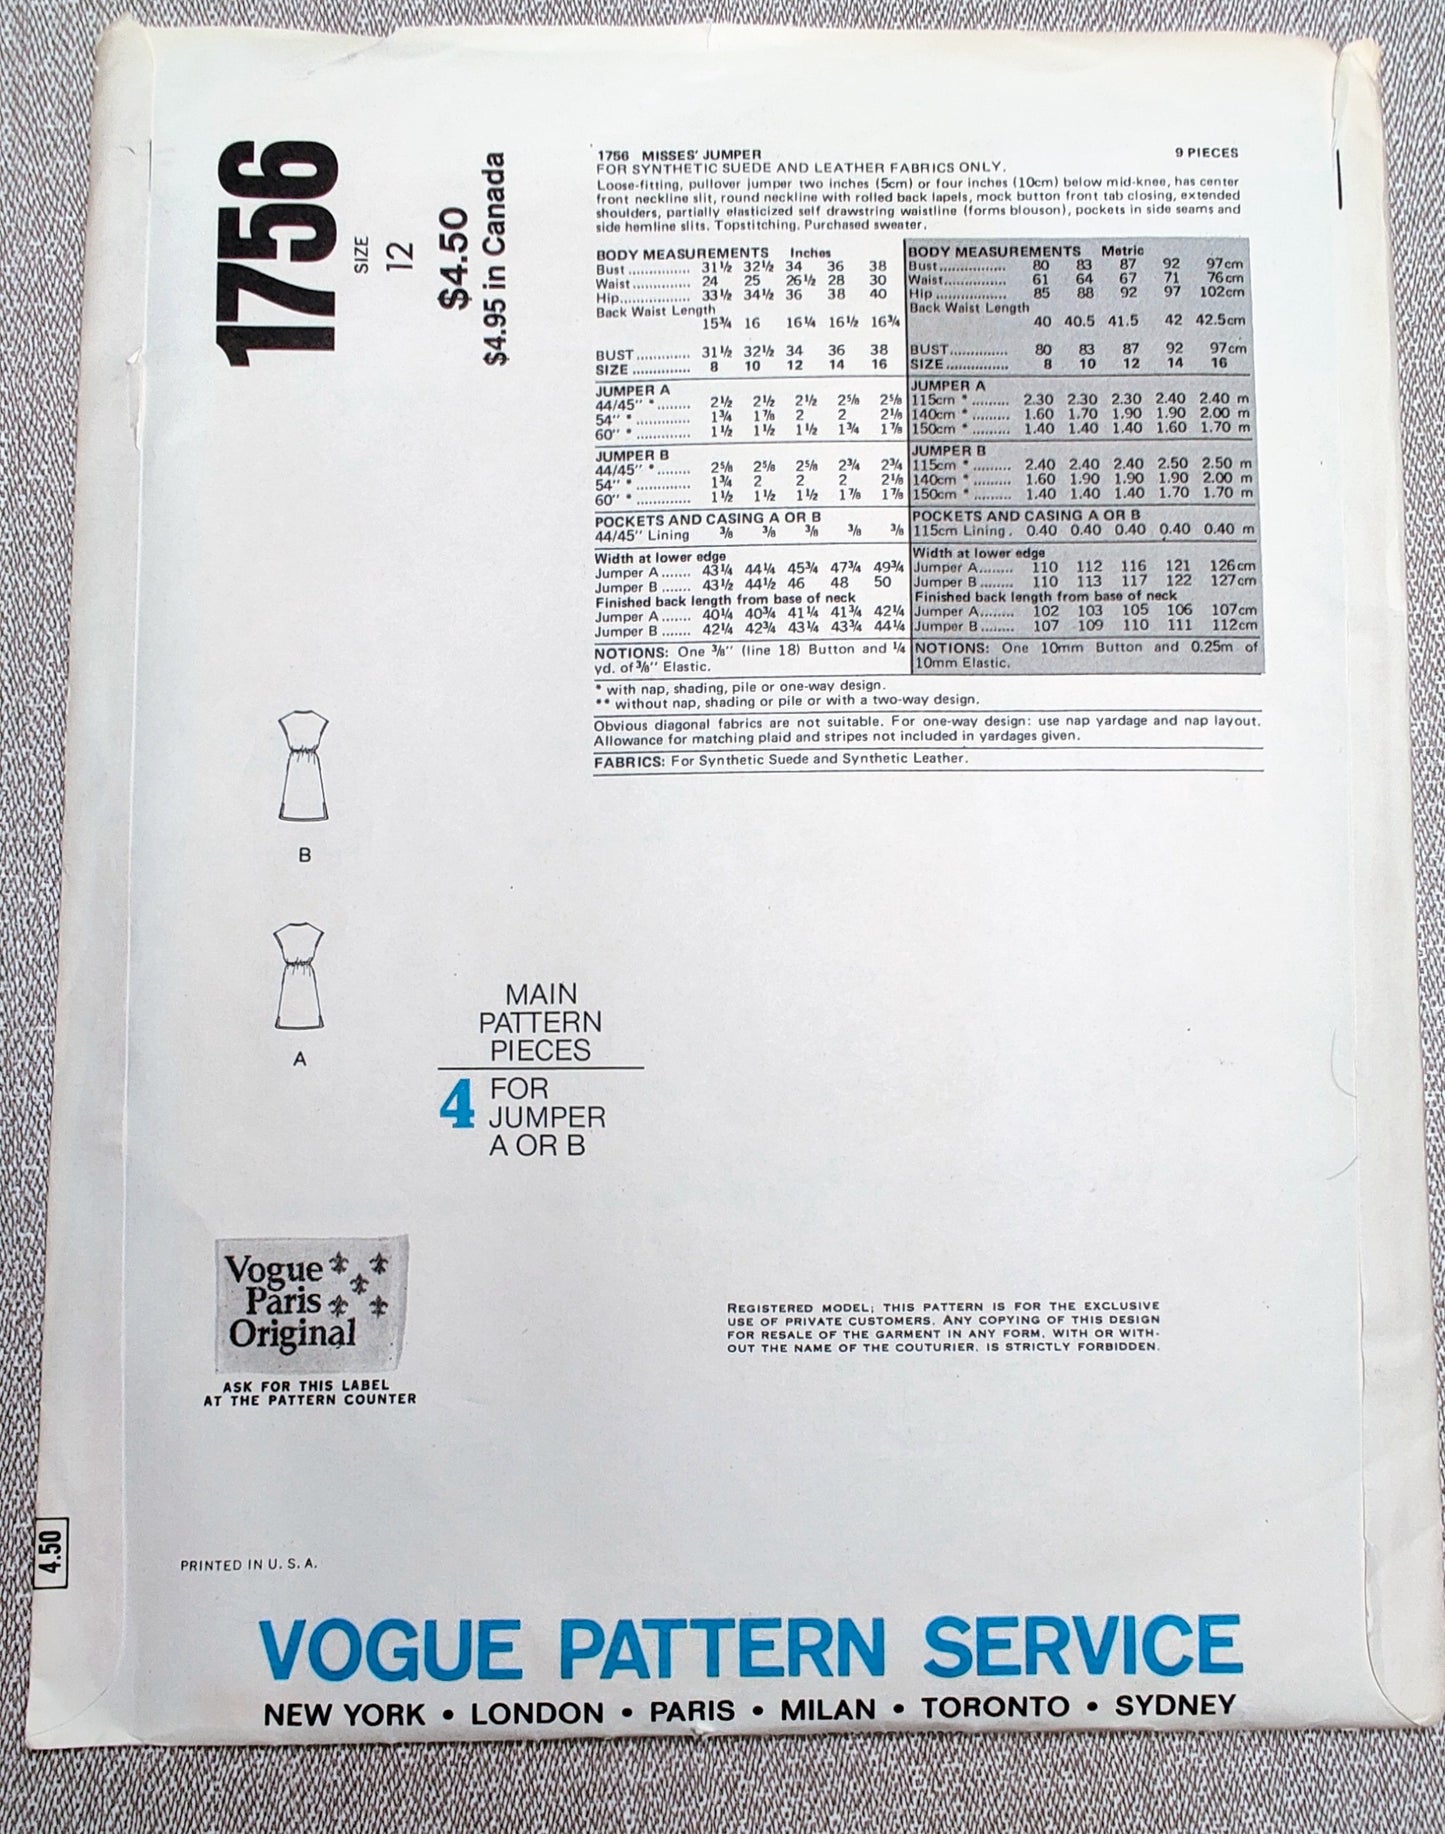 1756
SIZE
12
$4.50
$4.95 in Canada
1756 MISSES' JUMPER 9 PIECES
FOR SYNTHETIC SUEDE AND LEATHER FABRICS ONLY.
Loose-fitting, pullover jumper two inches (5cm) or four inches (10cm) below mid-knee, has center
front neckline slit, round neckline with rolled back lapels, mock button front tab closing, extended
shoulders, partially elasticized self drawstring waistline (forms blouson), pockets in side seams and
side hemline slits. Topstitching. Purchased sweater.
BODY MEASUREMENTS Inches
Bust ............... 31½ 32½ 34 36 38
Waist .............. 24 25 26½ 28 30
Hip................. 33½ 34½ 36 38 40
Back Waist Length
15¾ 16 16¼ 16½ 16¾
BUST ............. 31½ 32½ 34 36 38
SIZE .............. 8 10 12 14 16
JUMPER A
44/45" * ........ 2½ 2½ 2½ 2⅝ 2⅝
54" * ............. 1¾ 1⅞ 2 2 2⅛
60" * ............. 1½ 1½ 1½ 1¾ 1⅞
JUMPER B
44/45" * ........ 2⅝ 2⅝ 2⅝ 2¾ 2¾
54" * ............. 1¾ 2 2 2 2⅛
60" * ............. 1½ 1½ 1½ 1⅞ 1⅞
POCKETS AND CASING A OR B
44/45" Lining ⅜ ⅜ ⅜ ⅜ ⅜
Width at lower edge
Jumper A ....... 43¼ 44¼ 45¾ 47¾ 49¾
Jumper B ....... 43½ 44½ 46 48 50
Finished back length from base of neck
Jumper A ....... 40¼ 40¾ 41¼ 41¾ 42¼
Jumper B ....... 42¼ 42¾ 43¼ 43¾ 44¼
NOTIONS: One ⅜" (line 18) Button and ¼
yd. of ⅜" Elastic.
BODY MEASUREMENTS Metric
Bust................ 80 83 87 92 97cm
Waist............... 61 64 67 71 76cm
Hip ................. 85 88 92 97 102cm
Back Waist Length
40 40.5 41.5 42 42.5cm
BUST.............. 80 83 87 92 97cm
SIZE ............... 8 10 12 14 16
JUMPER A
115cm * ......... 2.30 2.30 2.30 2.40 2.40 m
140cm * ......... 1.60 1.70 1.90 1.90 2.00 m
150cm * ......... 1.40 1.40 1.40 1.60 1.70 m
JUMPER B
115cm * ......... 2.40 2.40 2.40 2.50 2.50 m
140cm * ......... 1.60 1.90 1.90 1.90 2.00 m
150cm * ......... 1.40 1.40 1.40 1.70 1.70 m
POCKETS AND CASING A OR B
115cm Lining . 0.40 0.40 0.40 0.40 0.40 m
Width at lower edge
Jumper A........ 110 112 116 121 126cm
Jumper B ........ 110 113 117 122 127cm
Finished back length from base of neck
Jumper A........ 102 103 105 106 107cm
Jumper B ........ 107 109 110 111 112cm
NOTIONS: One 10mm Button and 0.25m of
10mm Elastic.
* with nap, shading, pile or one-way design.
** without nap, shading or pile or with a two-way design.
Obvious diagonal fabrics are not suitable. For one-way design: use nap yardage and nap layout.
Allowance for matching plaid and stripes not included in yardages given.
FABRICS: For Synthetic Suede and Synthetic Leather.
B
A
MAIN
PATTERN
PIECES
4 FOR
JUMPER
A OR B
Vogue
Paris
Original
ASK FOR THIS LABEL
AT THE PATTERN COUNTER
REGISTERED MODEL; THIS PATTERN IS FOR THE EXCLUSIVE
USE OF PRIVATE CUSTOMERS. ANY COPYING OF THIS DESIGN
FOR RESALE OF THE GARMENT IN ANY FORM, WITH OR WITH-
OUT THE NAME OF THE COUTURIER, IS STRICTLY FORBIDDEN.
4.50
PRINTED IN U. S. A.
VOGUE PATTERN SERVICE
NEW YORK • LONDON • PARIS • MILAN • TORONTO • SYDNEY